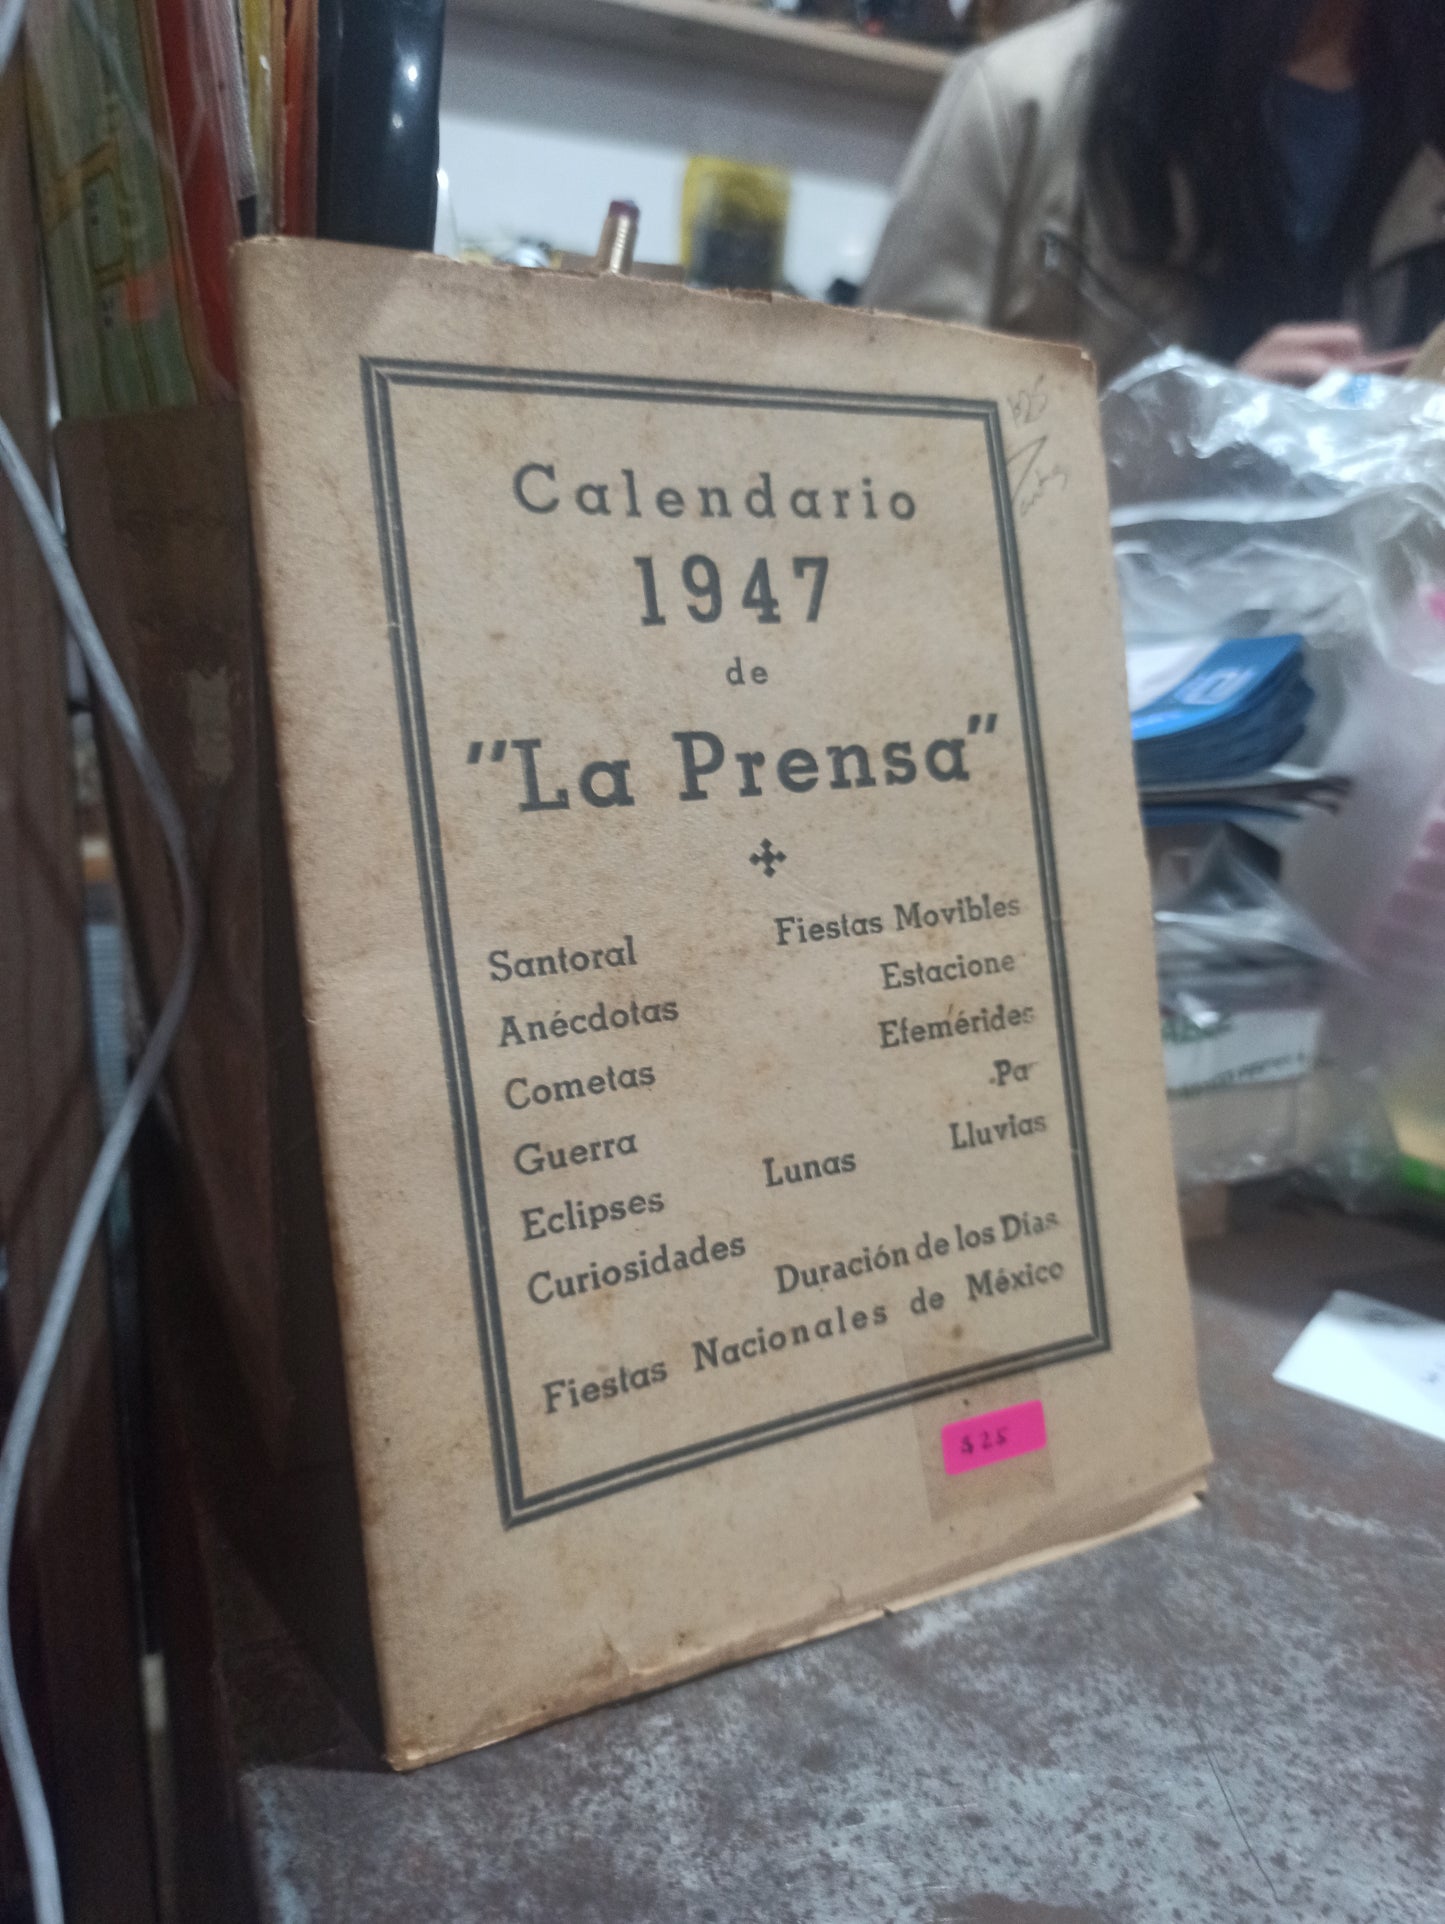 Calendario
1947
de
"La Prensa"
Santoral
Fiestas Movibles
Anécdotas
Estacione
Cometas
Efemérides
Guerra
Pa
Eclipses
Lunas
Lluvias
Curiosidades
Duración de los Días
Fiestas Nacionales de México
$25